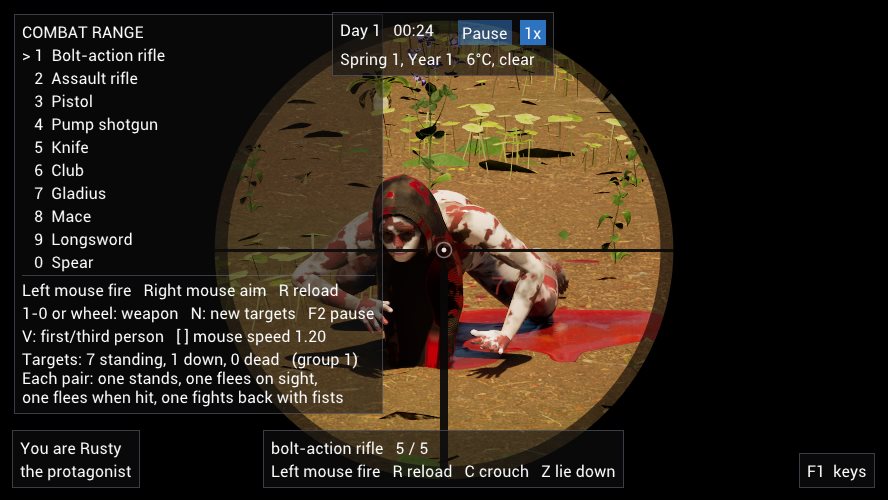 COMBAT RANGE
> 1 Bolt-action rifle
2 Assault rifle
3 Pistol
4 Pump shotgun
5 Knife
6 Club
7 Gladius
8 Mace
9 Longsword
0 Spear
Left mouse fire Right mouse aim R reload
1-0 or wheel: weapon N: new targets F2 pause
V: first/third person [ ] mouse speed 1.20
Targets: 7 standing, 1 down, 0 dead (group 1)
Each pair: one stands, one flees on sight,
one flees when hit, one fights back with fists
Day 1 00:24 Pause 1x
Spring 1, Year 1 6°C, clear
You are Rusty
the protagonist
bolt-action rifle 5 / 5
Left mouse fire R reload C crouch Z lie down
F1 keys